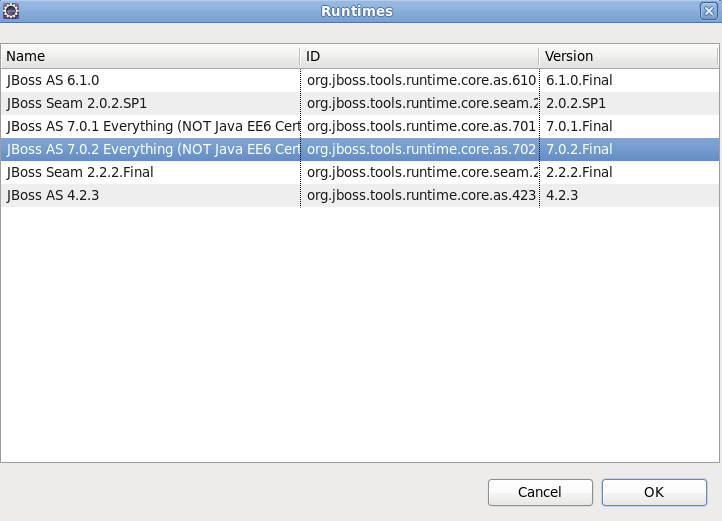 Runtimes
Name ID Version
JBoss AS 6.1.0 org.jboss.tools.runtime.core.as.610 6.1.0.Final
JBoss Seam 2.0.2.SP1 org.jboss.tools.runtime.core.seam.2 2.0.2.SP1
JBoss AS 7.0.1 Everything (NOT Java EE6 Cert org.jboss.tools.runtime.core.as.701 7.0.1.Final
JBoss AS 7.0.2 Everything (NOT Java EE6 Cert org.jboss.tools.runtime.core.as.702 7.0.2.Final
JBoss Seam 2.2.2.Final org.jboss.tools.runtime.core.seam.2 2.2.2.Final
JBoss AS 4.2.3 org.jboss.tools.runtime.core.as.423 4.2.3
Cancel OK